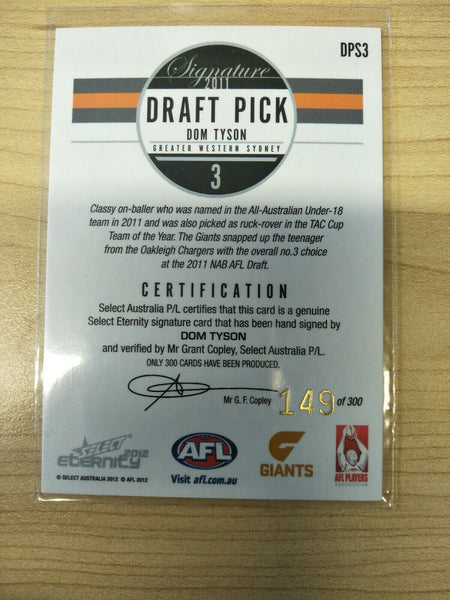 DPS3
Signature
2011
DRAFT PICK
DOM TYSON
GREATER WESTERN SYDNEY
3
Classy on-baller who was named in the All-Australian Under-18
team in 2011 and was also picked as ruck-rover in the TAC Cup
Team of the Year. The Giants snapped up the teenager
from the Oakleigh Chargers with the overall no.3 choice
at the 2011 NAB AFL Draft.
CERTIFICATION
Select Australia P/L certifies that this card is a genuine
Select Eternity signature card that has been hand signed by
DOM TYSON
and verified by Mr Grant Copley, Select Australia P/L.
ONLY 300 CARDS HAVE BEEN PRODUCED.
Mr G. F. Copley
149 of 300
SELECT
eternity 2012
© SELECT AUSTRALIA 2012 © AFL 2012
AFL
Visit afl.com.au
G
GIANTS
AFL PLAYERS
ASSOCIATION